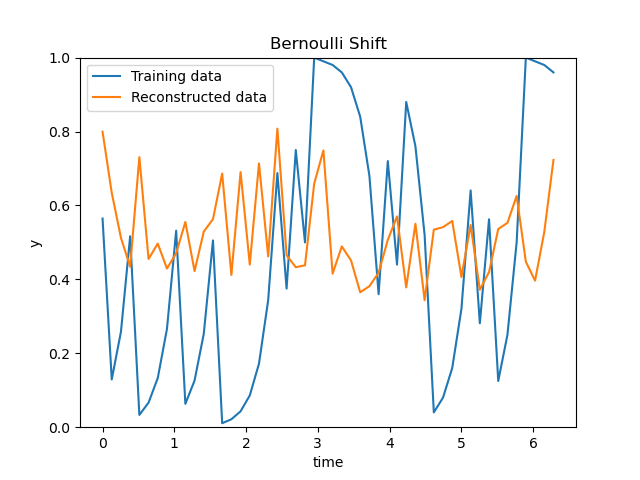 Bernoulli Shift
Training data
Reconstructed data
y
1.0
0.8
0.6
0.4
0.2
0.0
0 1 2 3 4 5 6
time